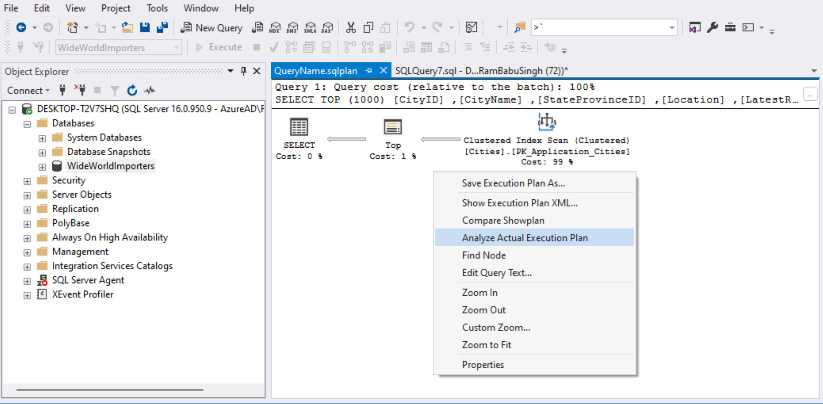 File Edit View Project Tools Window Help
New Query MDX DMX XMLA DAX
WideWorldImporters Execute
Object Explorer
Connect
DESKTOP-T2V7SHQ (SQL Server 16.0.950.9 - AzureAD\R
Databases
System Databases
Database Snapshots
WideWorldImporters
Security
Server Objects
Replication
PolyBase
Always On High Availability
Management
Integration Services Catalogs
SQL Server Agent
XEvent Profiler
QueryName.sqlplan SQLQuery7.sql - D...RamBabuSingh (72))*
Query 1: Query cost (relative to the batch): 100%
SELECT TOP (1000) [CityID] ,[CityName] ,[StateProvinceID] ,[Location] ,[LatestR...
SELECT
Cost: 0 %
Top
Cost: 1 %
Clustered Index Scan (Clustered)
[Cities].[PK_Application_Cities]
Cost: 99 %
Save Execution Plan As...
Show Execution Plan XML...
Compare Showplan
Analyze Actual Execution Plan
Find Node
Edit Query Text...
Zoom In
Zoom Out
Custom Zoom...
Zoom to Fit
Properties